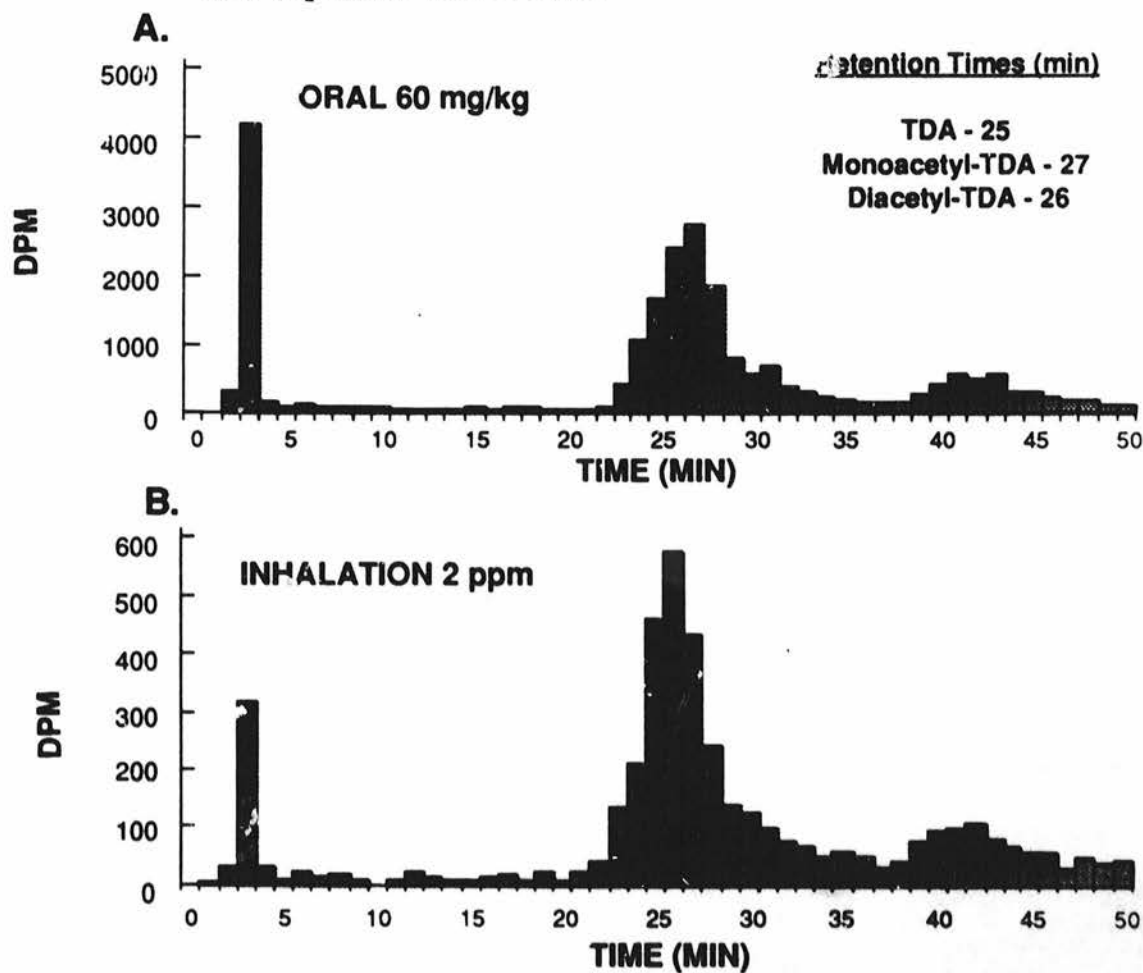 A.
etention Times (min)
ORAL 60 mg/kg
TDA - 25
Monoacetyl-TDA - 27
Diacetyl-TDA - 26
DPM
5000
4000
3000
2000
1000
0
0 5 10 15 20 25 30 35 40 45 50
TIME (MIN)
B.
INHALATION 2 ppm
DPM
600
500
400
300
200
100
0
0 5 10 15 20 25 30 35 40 45 50
TIME (MIN)